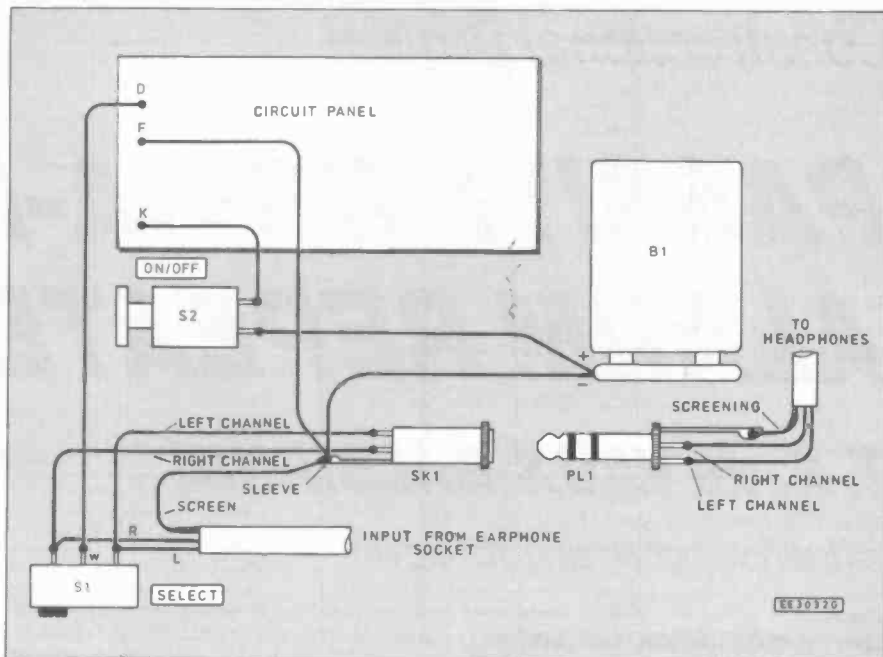 D
CIRCUIT PANEL
F
K
ON/OFF
S2
B1
+
−
TO
HEADPHONES
SCREENING
LEFT CHANNEL
RIGHT CHANNEL
SLEEVE
SK1
PL1
RIGHT CHANNEL
LEFT CHANNEL
SCREEN
R
W
L
INPUT FROM EARPHONE
SOCKET
S1
SELECT
EE3032G